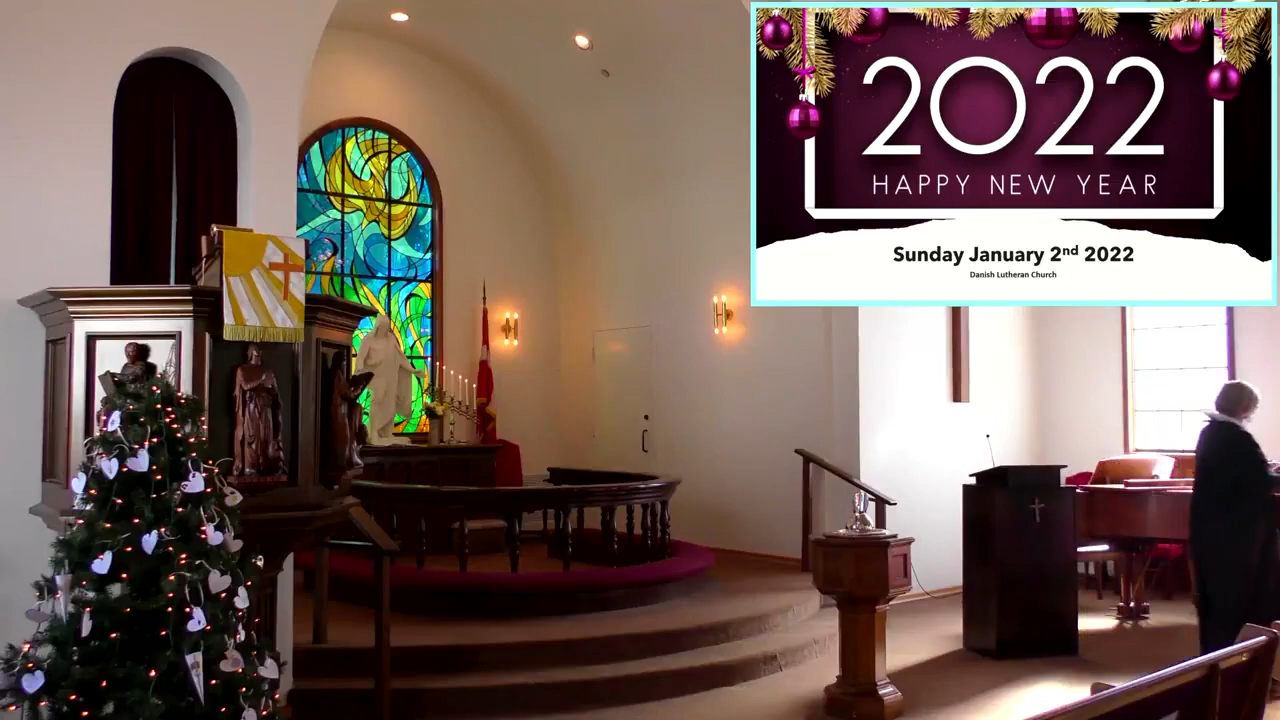 2022
HAPPY NEW YEAR
Sunday January 2nd 2022
Danish Lutheran Church